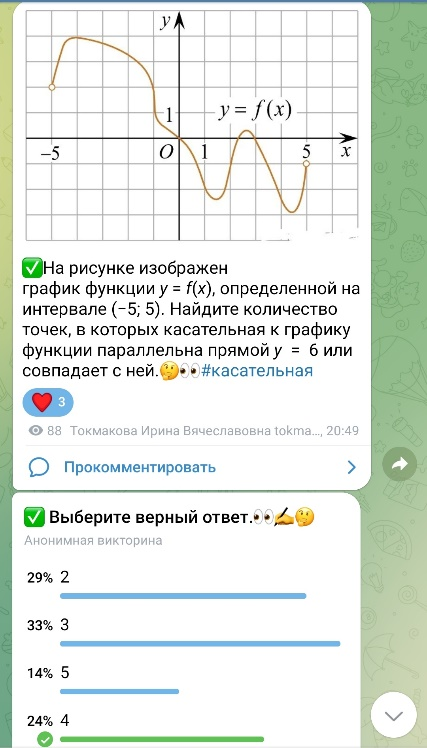 y
1
y = f(x)
−5
O
1
5
x
✅На рисунке изображен
график функции y = f(x), определенной на
интервале (−5; 5). Найдите количество
точек, в которых касательная к графику
функции параллельна прямой y = 6 или
совпадает с ней.🤔👀#касательная
❤ 3
88 Токмакова Ирина Вячеславовна tokma..., 20:49
Прокомментировать
✅ Выберите верный ответ.👀✍🤔
Анонимная викторина
29% 2
33% 3
14% 5
24% 4